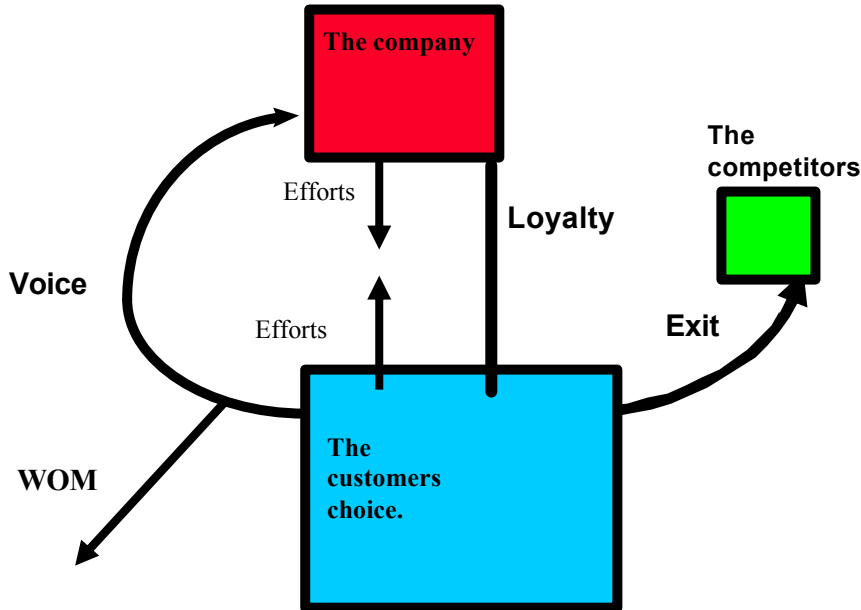 The company
The
competitors
Efforts
Loyalty
Voice
Efforts
Exit
The
customers
choice.
WOM